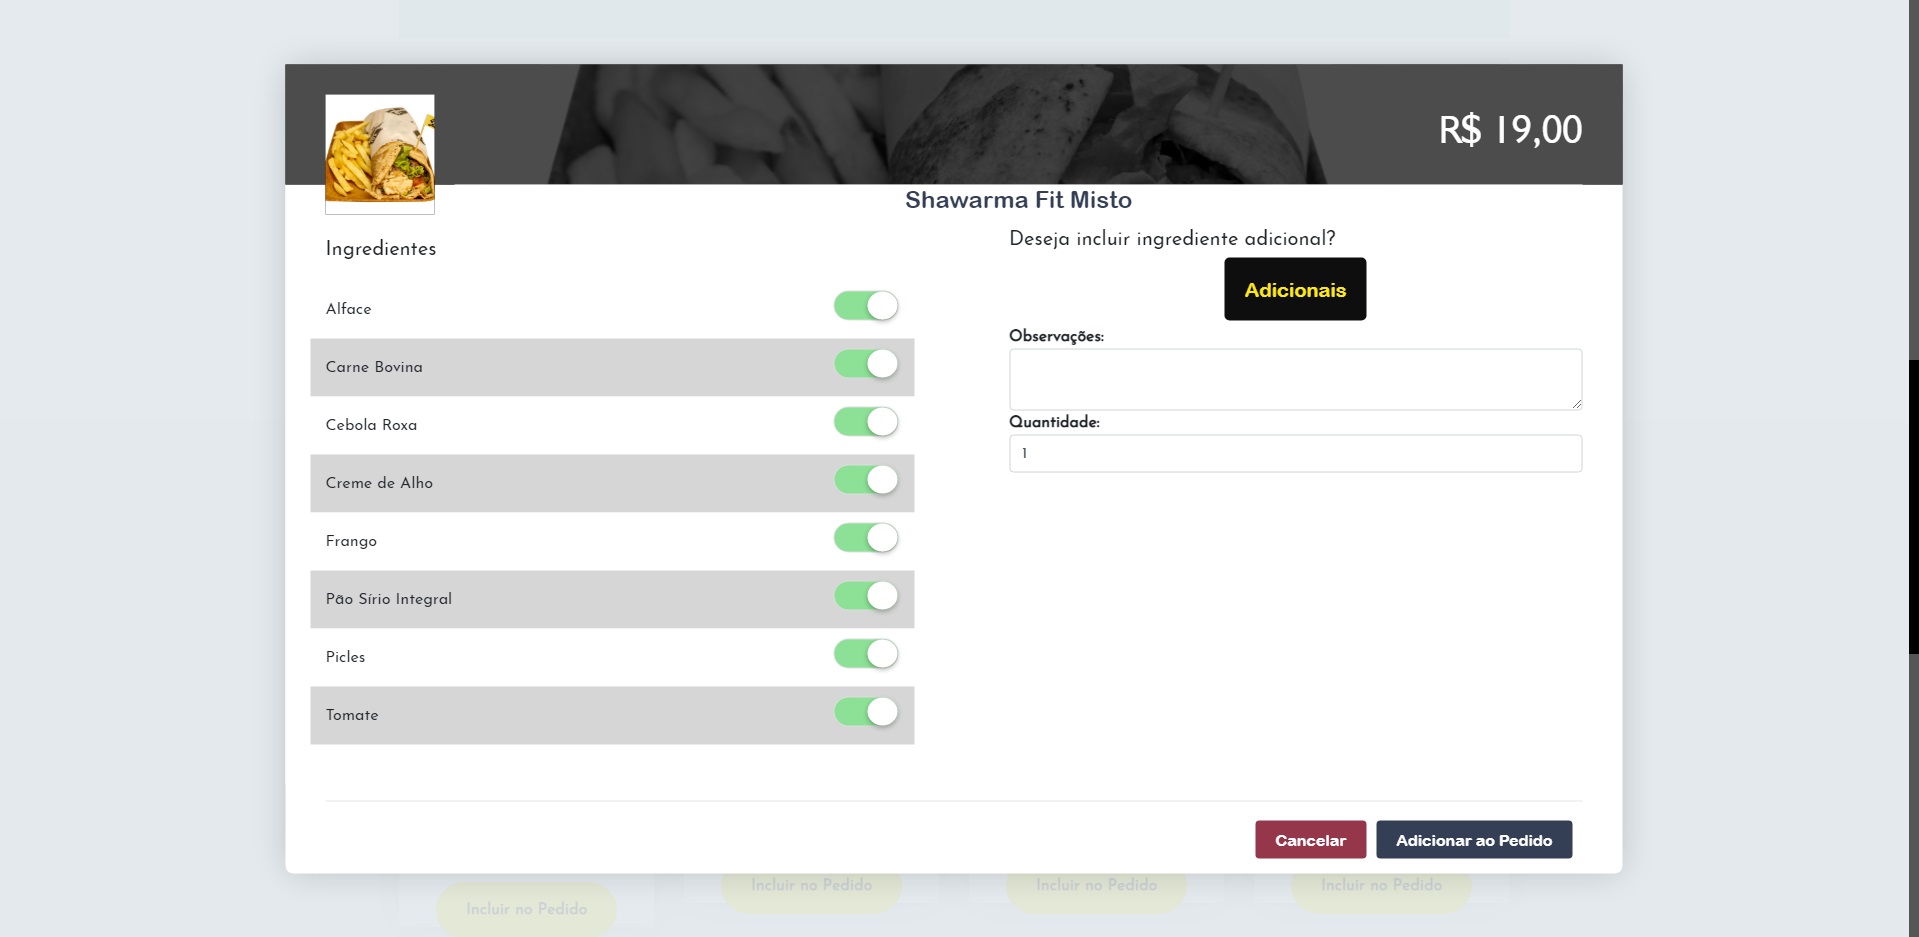 R$ 19,00
Shawarma Fit Misto
Ingredientes
Alface
Carne Bovina
Cebola Roxa
Creme de Alho
Frango
Pão Sírio Integral
Picles
Tomate
Deseja incluir ingrediente adicional?
Adicionais
Observações:
Quantidade:
1
Cancelar
Adicionar ao Pedido
Incluir no Pedido
Incluir no Pedido
Incluir no Pedido
Incluir no Pedido